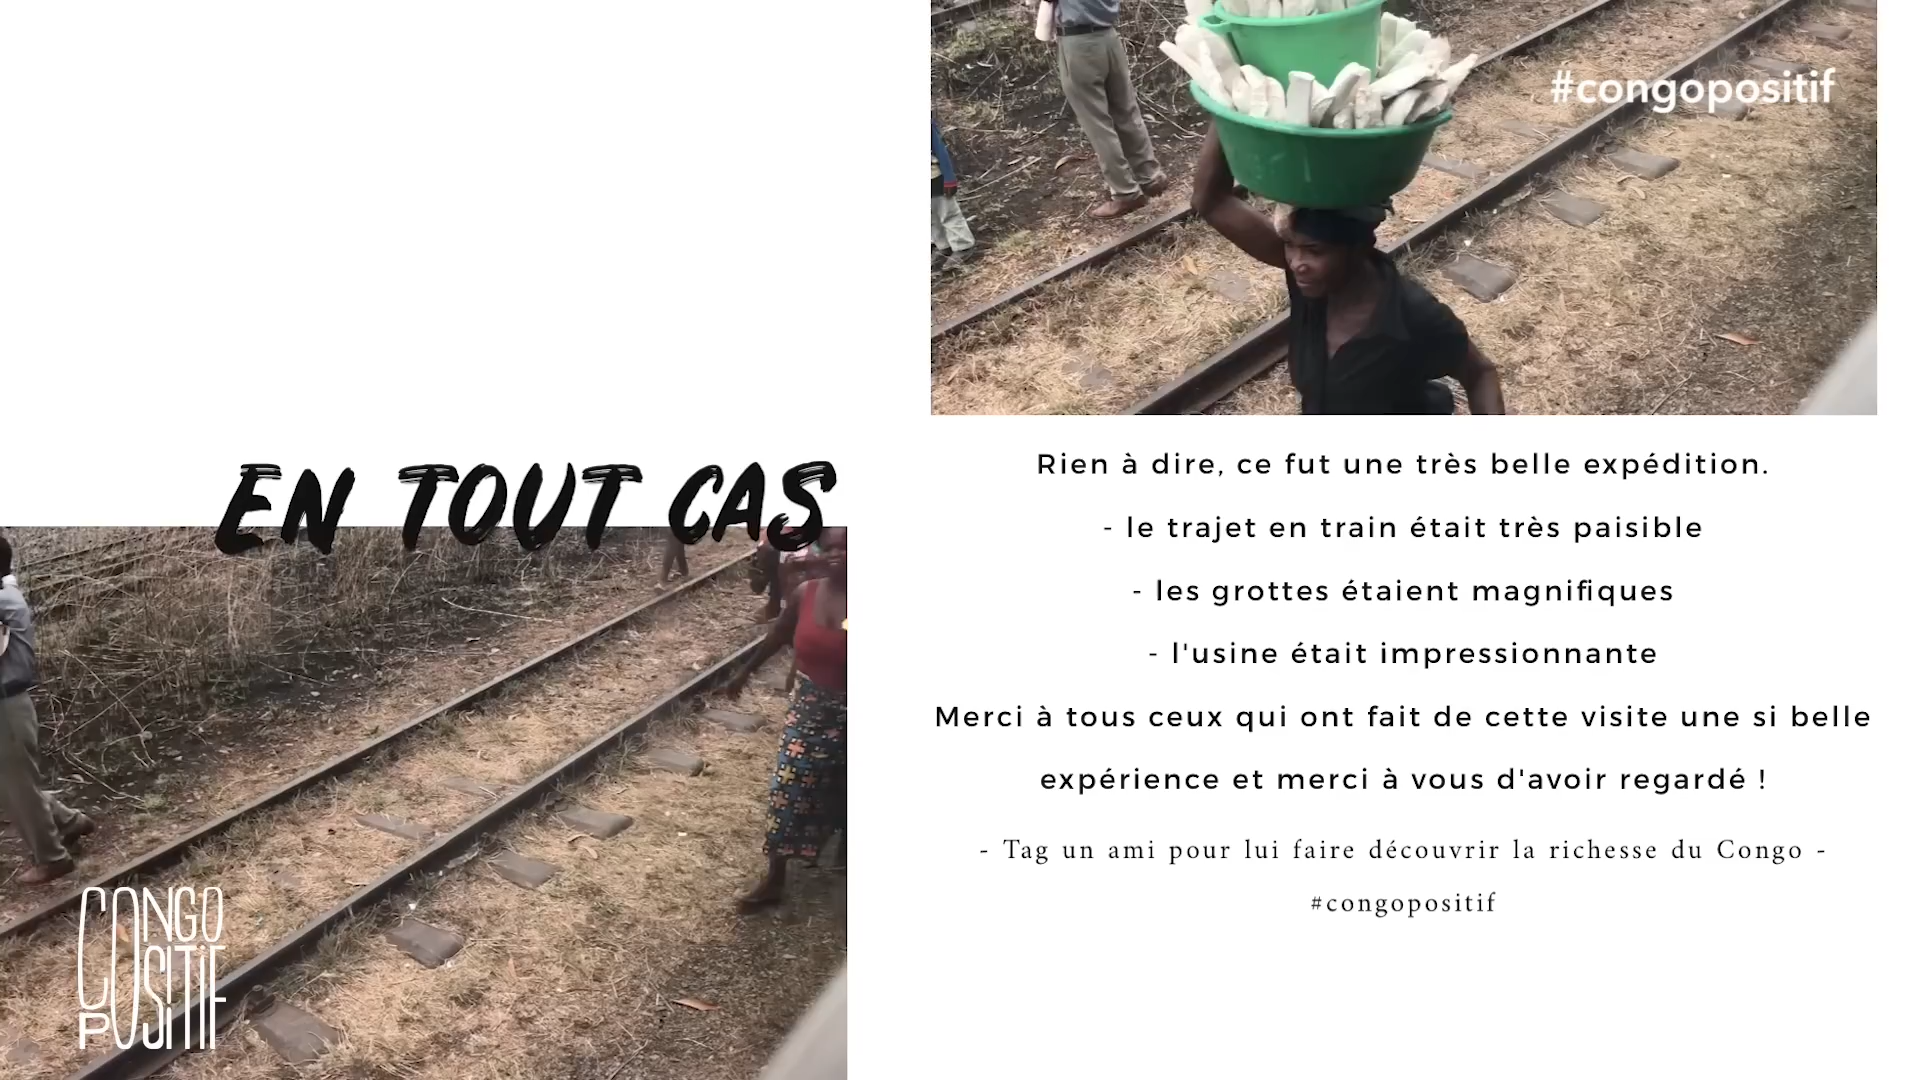 #congopositif
EN TOUT CAS
Rien à dire, ce fut une très belle expédition.
- le trajet en train était très paisible
- les grottes étaient magnifiques
- l'usine était impressionnante
Merci à tous ceux qui ont fait de cette visite une si belle
expérience et merci à vous d'avoir regardé !
- Tag un ami pour lui faire découvrir la richesse du Congo -
#congopositif
CONGO
POSITIF